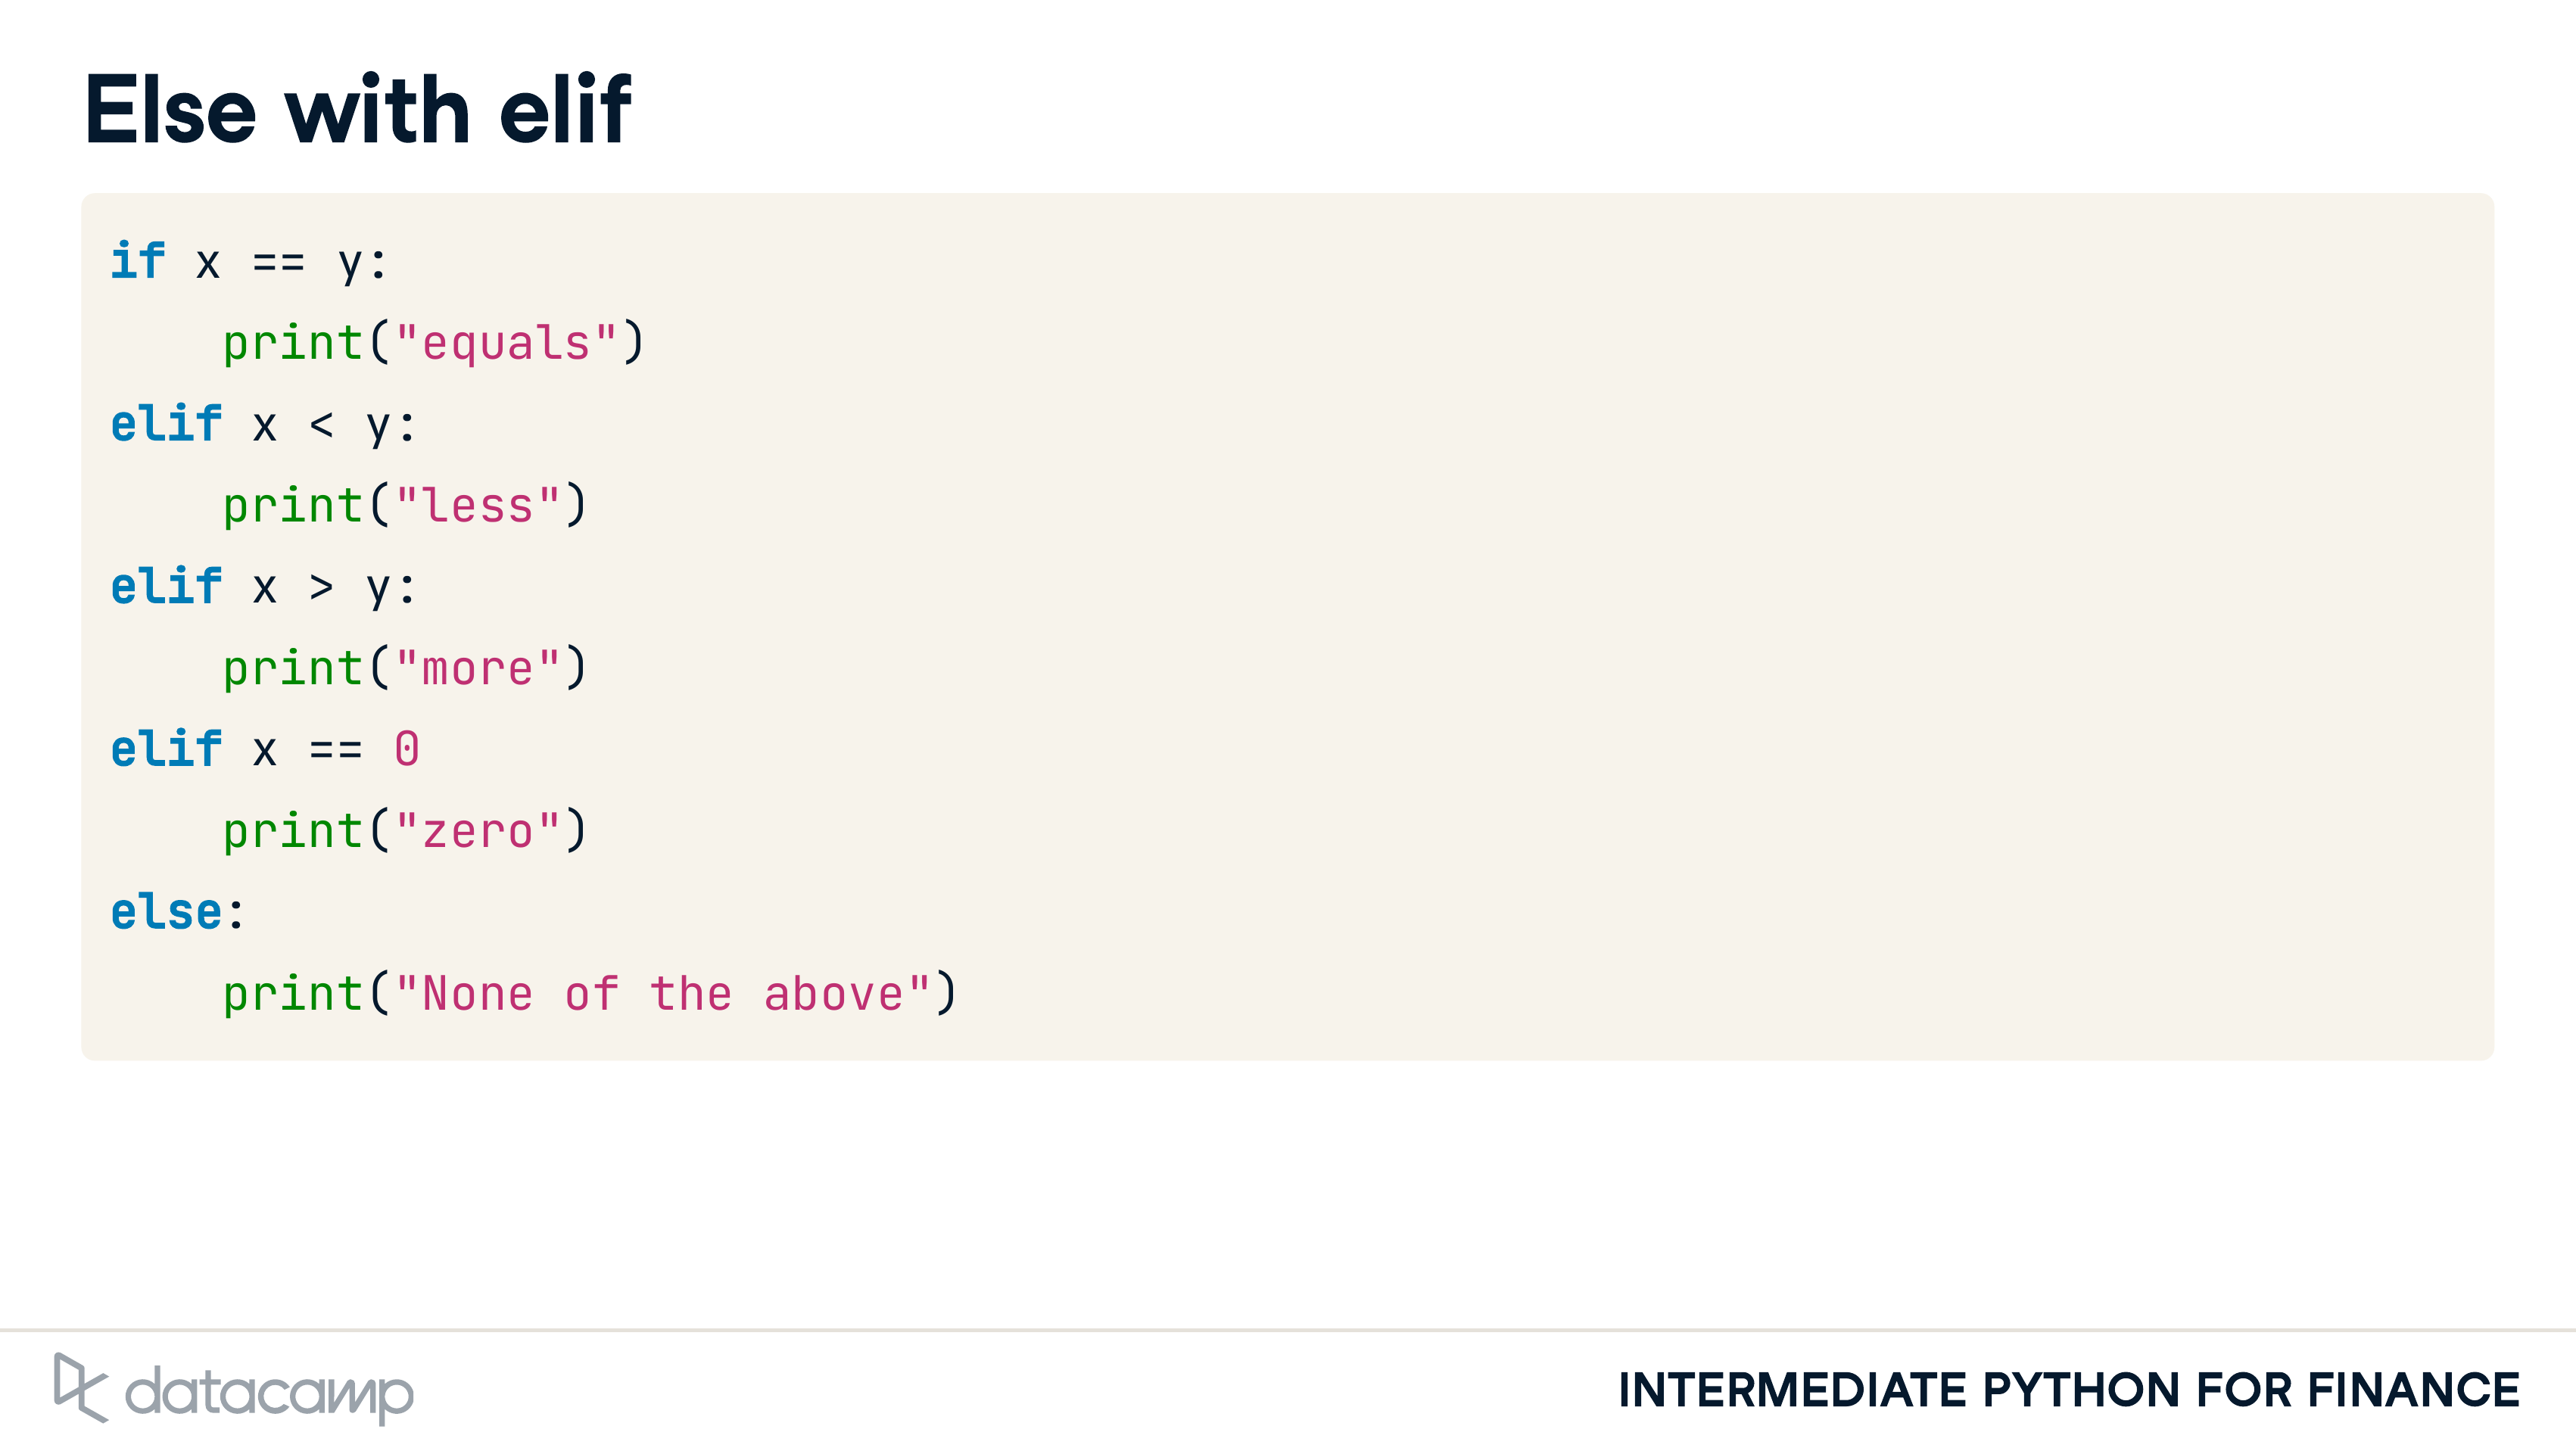 Else with elif
if x == y:
    print("equals")
elif x < y:
    print("less")
elif x > y:
    print("more")
elif x == 0
    print("zero")
else:
    print("None of the above")
datacamp
INTERMEDIATE PYTHON FOR FINANCE